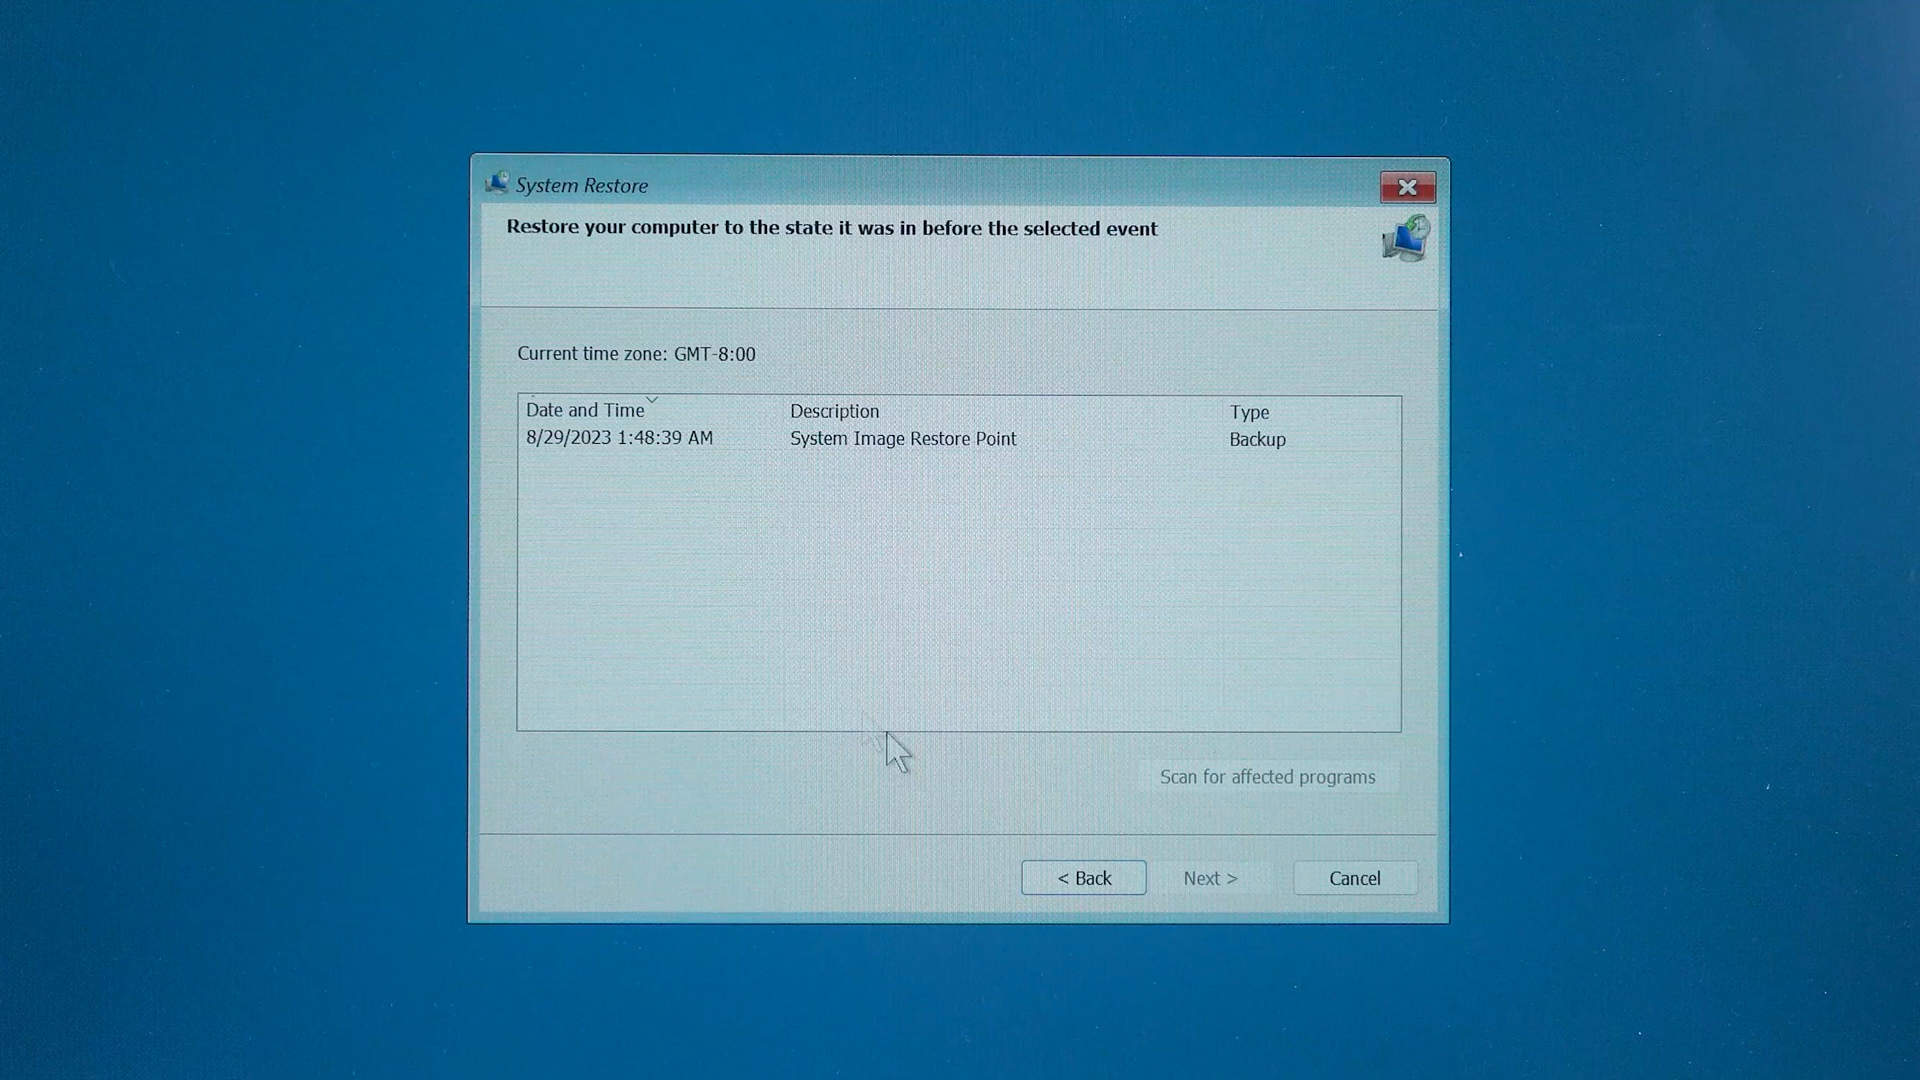 System Restore
Restore your computer to the state it was in before the selected event
Current time zone: GMT-8:00
Date and Time Description Type
8/29/2023 1:48:39 AM System Image Restore Point Backup
Scan for affected programs
< Back Next > Cancel